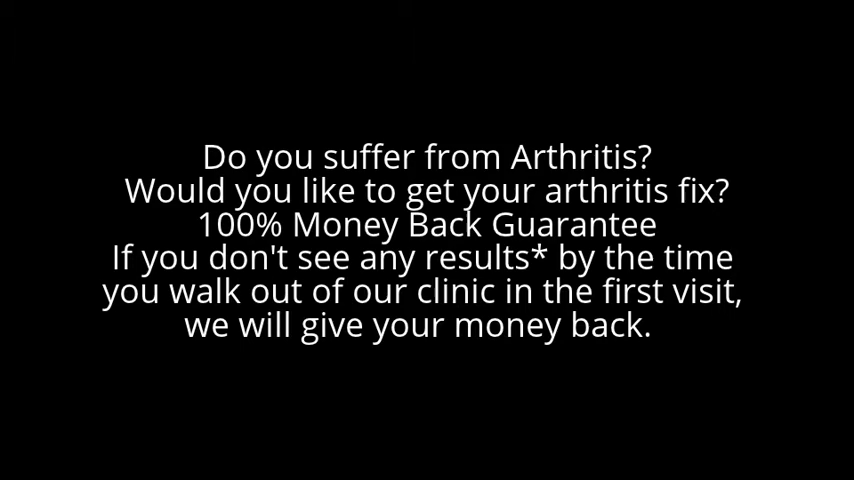 Do you suffer from Arthritis?
Would you like to get your arthritis fix?
100% Money Back Guarantee
If you don't see any results* by the time
you walk out of our clinic in the first visit,
we will give your money back.